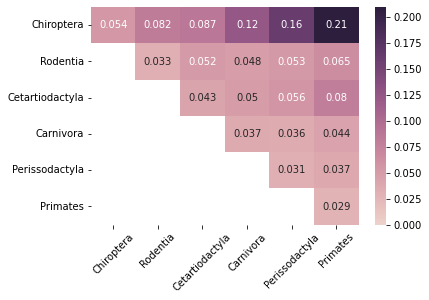 Chiroptera 0.054 0.082 0.087 0.12 0.16 0.21
Rodentia 0.033 0.052 0.048 0.053 0.065
Cetartiodactyla 0.043 0.05 0.056 0.08
Carnivora 0.037 0.036 0.044
Perissodactyla 0.031 0.037
Primates 0.029
Chiroptera Rodentia Cetartiodactyla Carnivora Perissodactyla Primates
0.200
0.175
0.150
0.125
0.100
0.075
0.050
0.025
0.000